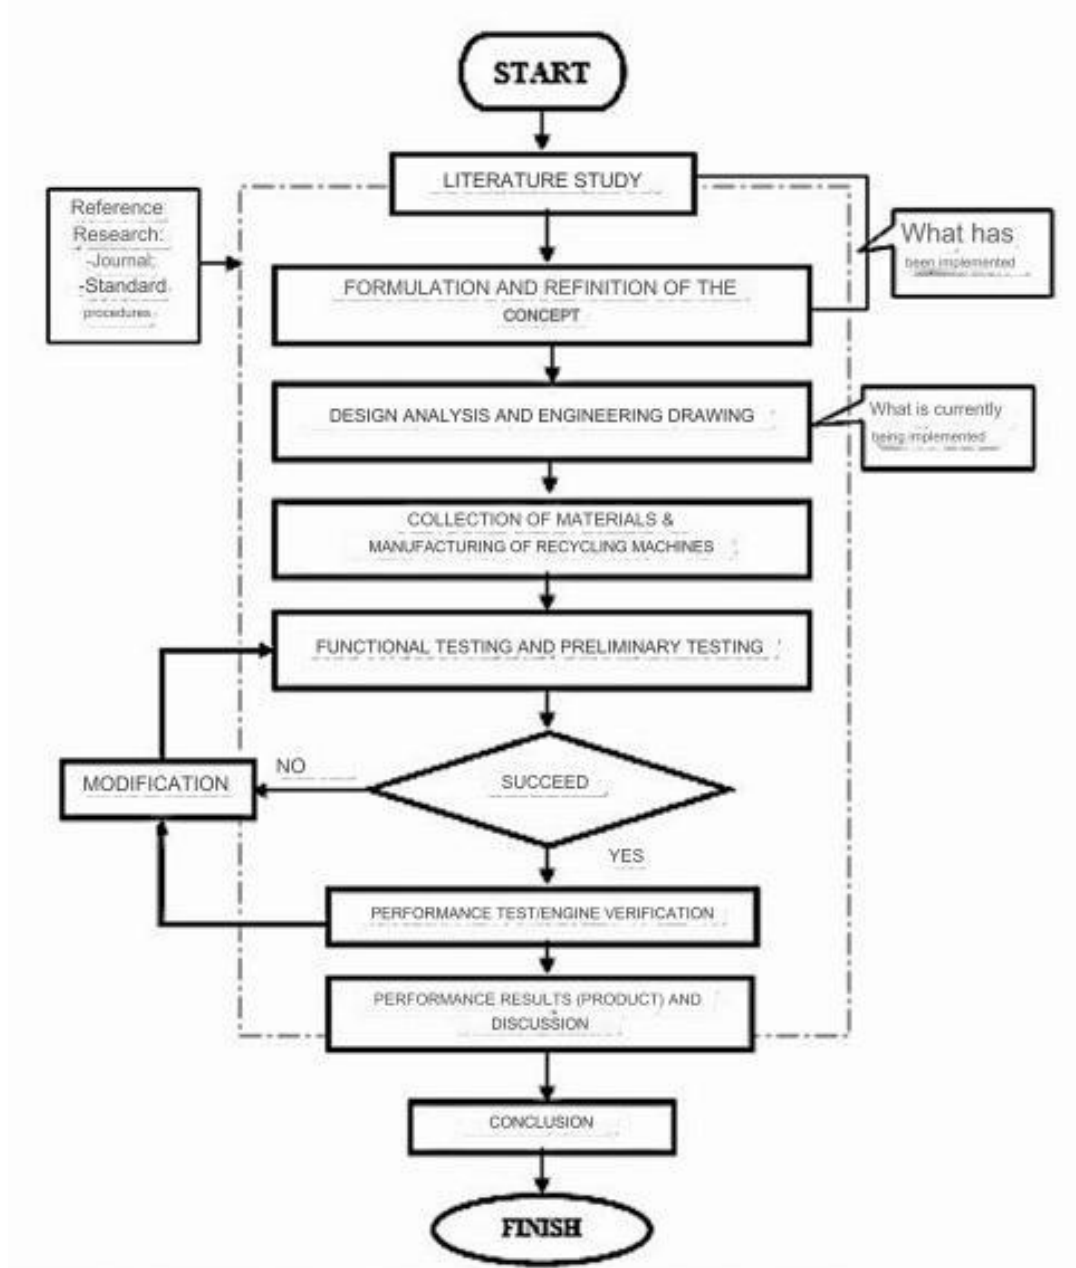 START
LITERATURE STUDY
Reference
Research:
-Journal;
-Standard
procedures
What has
been implemented
FORMULATION AND REFINITION OF THE
CONCEPT
DESIGN ANALYSIS AND ENGINEERING DRAWING
What is currently
being implemented
COLLECTION OF MATERIALS &
MANUFACTURING OF RECYCLING MACHINES
FUNCTIONAL TESTING AND PRELIMINARY TESTING
NO
MODIFICATION
SUCCEED
YES
PERFORMANCE TEST/ENGINE VERIFICATION
PERFORMANCE RESULTS (PRODUCT) AND
DISCUSSION
CONCLUSION
FINISH